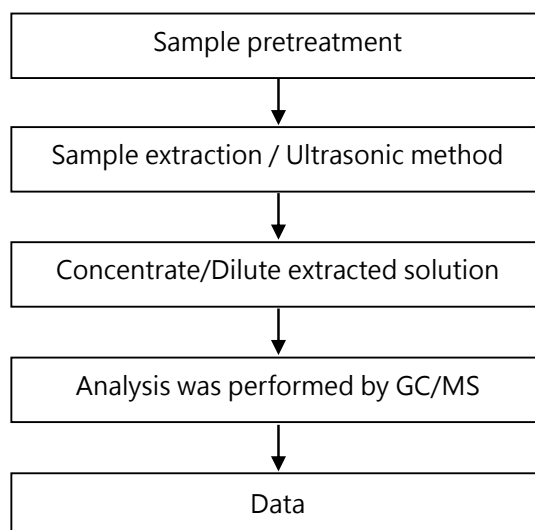 Sample pretreatment
Sample extraction / Ultrasonic method
Concentrate/Dilute extracted solution
Analysis was performed by GC/MS
Data